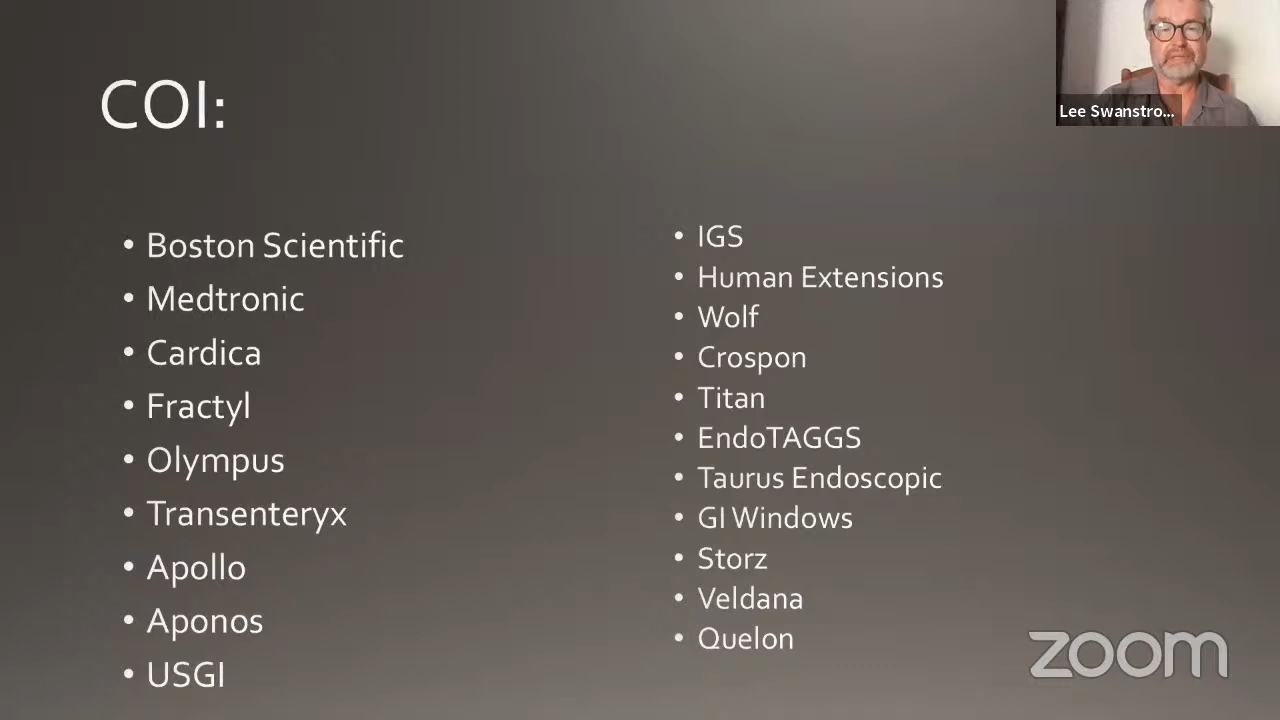 COI:
Lee Swanstro...
• Boston Scientific
• Medtronic
• Cardica
• Fractyl
• Olympus
• Transenteryx
• Apollo
• Aponos
• USGI
• IGS
• Human Extensions
• Wolf
• Crospon
• Titan
• EndoTAGGS
• Taurus Endoscopic
• GI Windows
• Storz
• Veldana
• Quelon
zoom